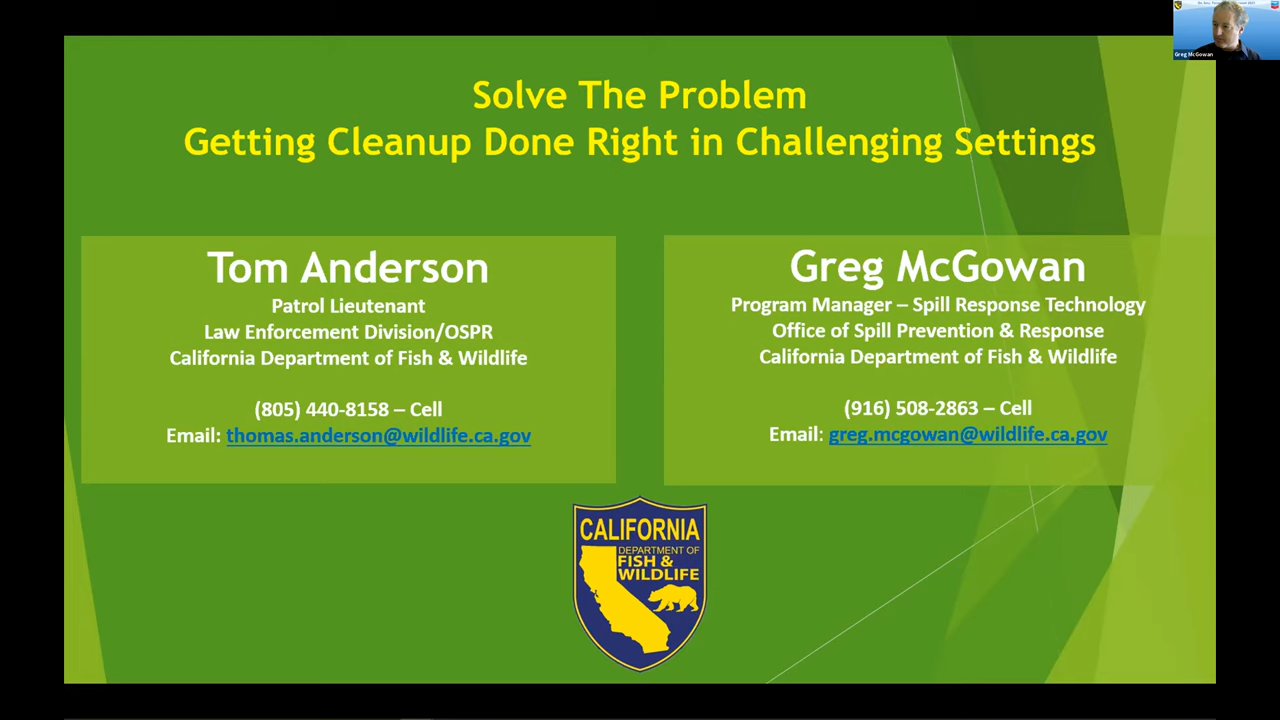 Greg McGowan
Solve The Problem
Getting Cleanup Done Right in Challenging Settings
Tom Anderson
Patrol Lieutenant
Law Enforcement Division/OSPR
California Department of Fish & Wildlife
(805) 440-8158 – Cell
Email: thomas.anderson@wildlife.ca.gov
Greg McGowan
Program Manager – Spill Response Technology
Office of Spill Prevention & Response
California Department of Fish & Wildlife
(916) 508-2863 – Cell
Email: greg.mcgowan@wildlife.ca.gov
CALIFORNIA
DEPARTMENT OF
FISH &
WILDLIFE